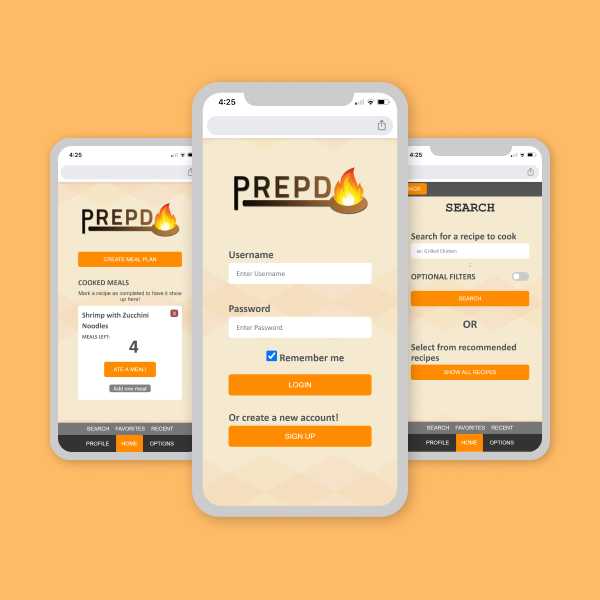 4:25
PREPD
CREATE MEAL PLAN
COOKED MEALS
Mark a recipe as completed to have it show
up here!
Shrimp with Zucchini
Noodles
X
MEALS LEFT:
4
ATE A MEAL!
Add one meal
SEARCH FAVORITES RECENT
PROFILE HOME OPTIONS
4:25
PREPD
Username
Enter Username
Password
Enter Password
Remember me
LOGIN
Or create a new account!
SIGN UP
4:25
BACK
SEARCH
Search for a recipe to cook
ex: Grilled Chicken
:
OPTIONAL FILTERS
SEARCH
OR
Select from recommended
recipes
SHOW ALL RECIPES
SEARCH FAVORITES RECENT
PROFILE HOME OPTIONS